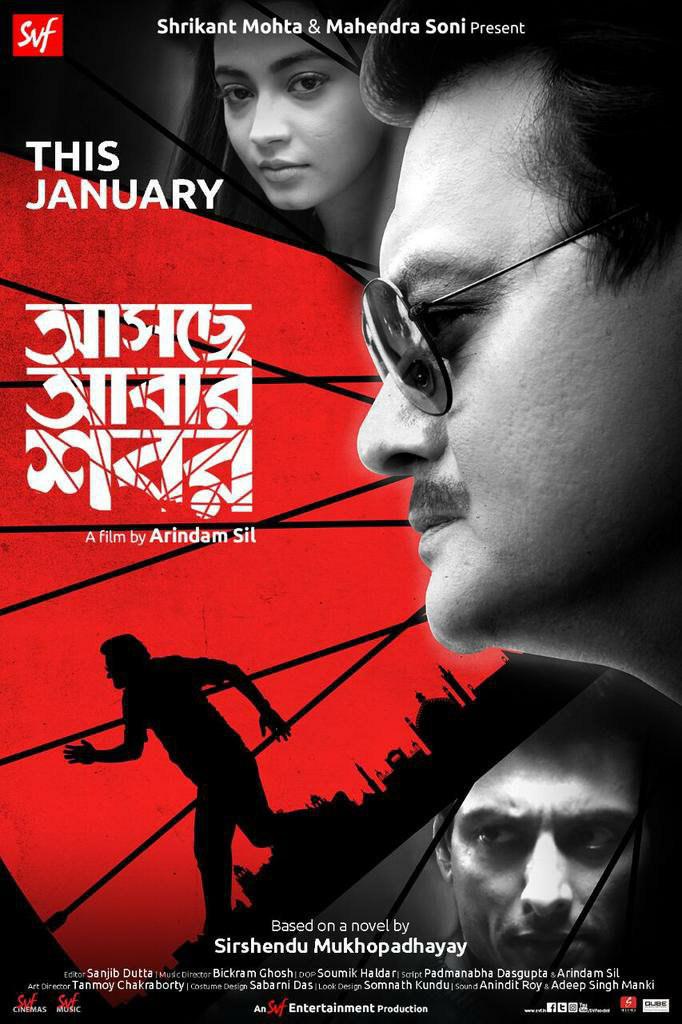 SVF
Shrikant Mohta & Mahendra Soni Present
THIS
JANUARY
আসছে
আবার
শবর
A film by Arindam Sil
Based on a novel by
Sirshendu Mukhopadhayay
Editor Sanjib Dutta | Music Director Bickram Ghosh | DOP Soumik Haldar | Script Padmanabha Dasgupta & Arindam Sil
Art Director Tanmoy Chakraborty | Costume Design Sabarni Das | Look Design Somnath Kundu | Sound Anindit Roy & Adeep Singh Manki
SVF CINEMAS SVF MUSIC
An SVF Entertainment Production
QUBE